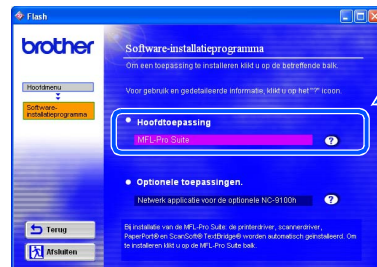 Flash
brother
Software-installatieprogramma
Om een toepassing te installeren klikt u op de betreffende balk.
Hoofdmenu
Software-
installatieprogramma
Voor gebruik en gedetaileerde informatie, klikt u op het "?" icoon.
Hoofdtoepassing
MFL-Pro Suite
?
Optionele toepassingen.
Netwerk applicatie voor de optionele NC-9100h
?
Bij installatie van de MFL-Pro Suite: de printerdriver, scannerdriver,
PaperPort® en ScanSoft® TextBridge® worden automatisch geïnstalleerd. Om
te installeren klikt u op de MFL-Pro Suite balk.
Terug
Afsluiten